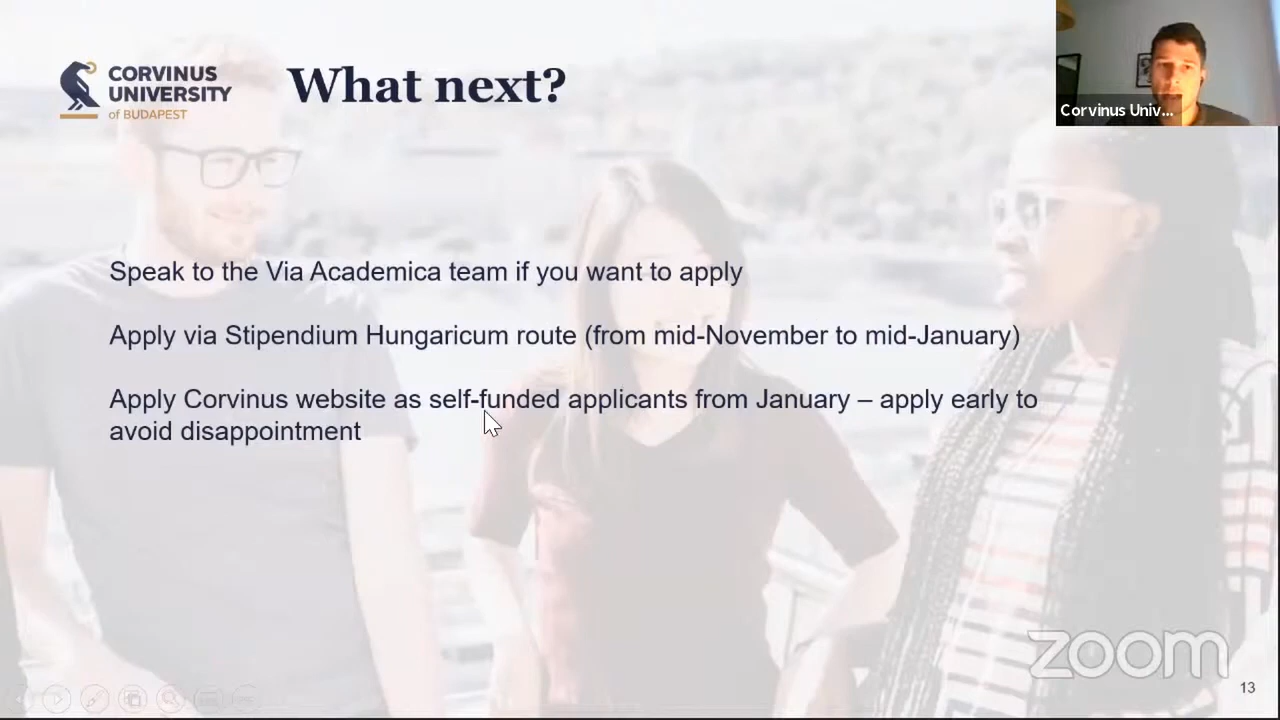 CORVINUS
UNIVERSITY
of BUDAPEST
What next?
Corvinus Univ...
Speak to the Via Academica team if you want to apply
Apply via Stipendium Hungaricum route (from mid-November to mid-January)
Apply Corvinus website as self-funded applicants from January – apply early to
avoid disappointment
zoom
13